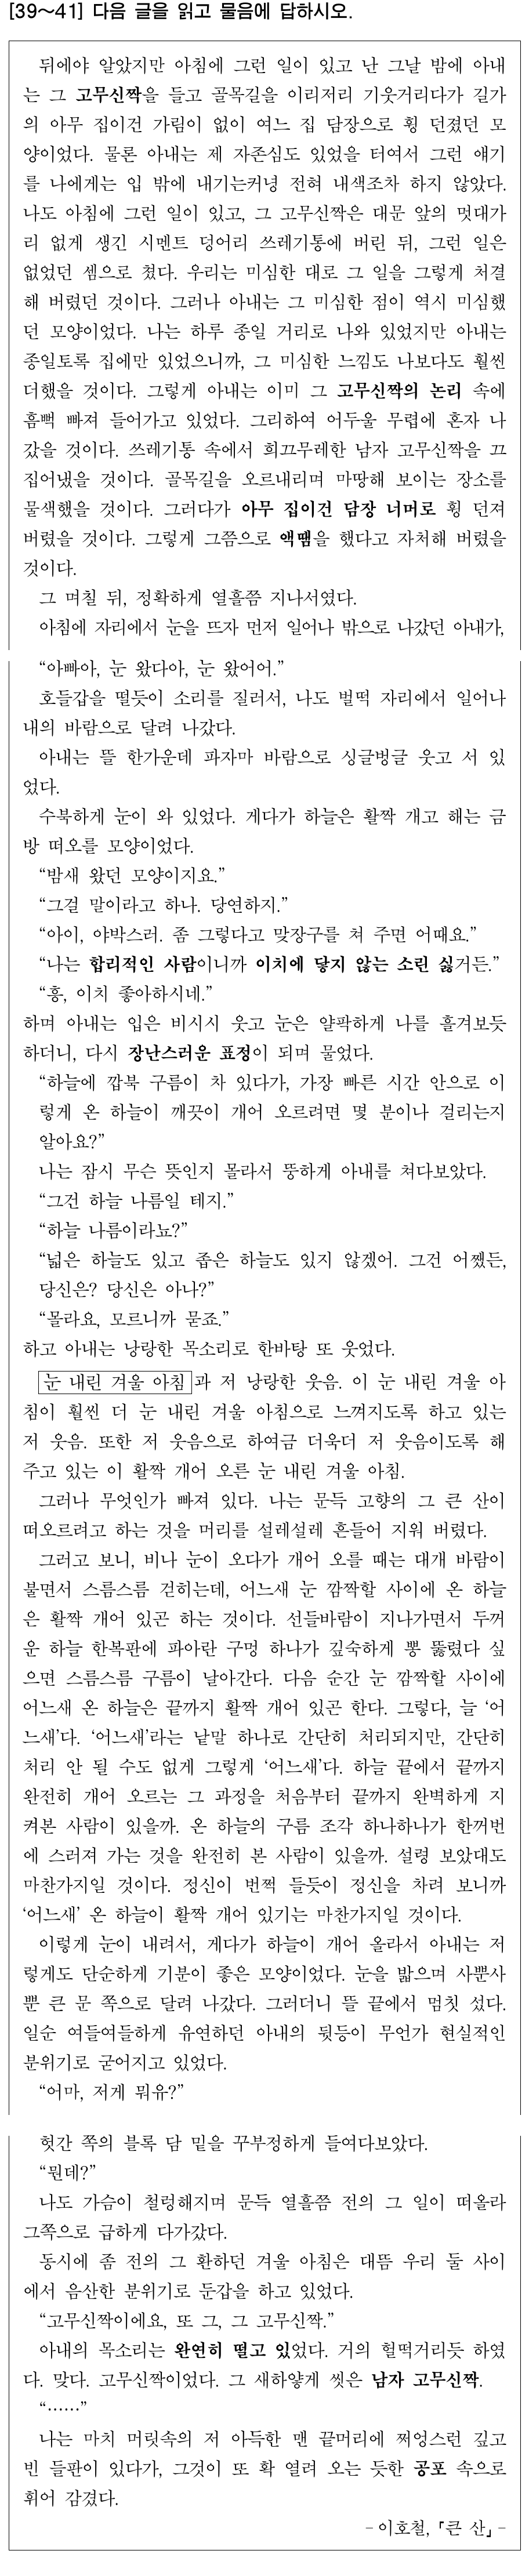 [39~41] 다음 글을 읽고 물음에 답하시오.
뒤에야 알았지만 아침에 그런 일이 있고 난 그날 밤에 아내
는 그 고무신짝을 들고 골목길을 이리저리 기웃거리다가 길가
의 아무 집이건 가림이 없이 여느 집 담장으로 휭 던졌던 모
양이었다. 물론 아내는 제 자존심도 있었을 터여서 그런 얘기
를 나에게는 입 밖에 내기는커녕 전혀 내색조차 하지 않았다.
나도 아침에 그런 일이 있고, 그 고무신짝은 대문 앞의 멋대가
리 없게 생긴 시멘트 덩어리 쓰레기통에 버린 뒤, 그런 일은
없었던 셈으로 쳤다. 우리는 미심한 대로 그 일을 그렇게 처결
해 버렸던 것이다. 그러나 아내는 그 미심한 점이 역시 미심했
던 모양이었다. 나는 하루 종일 거리로 나와 있었지만 아내는
종일토록 집에만 있었으니까, 그 미심한 느낌도 나보다도 훨씬
더했을 것이다. 그렇게 아내는 이미 그 고무신짝의 논리 속에
흠뻑 빠져 들어가고 있었다. 그리하여 어두울 무렵에 혼자 나
갔을 것이다. 쓰레기통 속에서 희끄무레한 남자 고무신짝을 끄
집어냈을 것이다. 골목길을 오르내리며 마땅해 보이는 장소를
물색했을 것이다. 그러다가 아무 집이건 담장 너머로 휭 던져
버렸을 것이다. 그렇게 그쯤으로 액땜을 했다고 자처해 버렸을
것이다.
그 며칠 뒤, 정확하게 열흘쯤 지나서였다.
아침에 자리에서 눈을 뜨자 먼저 일어나 밖으로 나갔던 아내가,
“아빠아, 눈 왔다아, 눈 왔어어.”
호들갑을 떨듯이 소리를 질러서, 나도 벌떡 자리에서 일어나
내의 바람으로 달려 나갔다.
아내는 뜰 한가운데 파자마 바람으로 싱글벙글 웃고 서 있
었다.
수북하게 눈이 와 있었다. 게다가 하늘은 활짝 개고 해는 금
방 떠오를 모양이었다.
“밤새 왔던 모양이지요.”
“그걸 말이라고 하나. 당연하지.”
“아이, 야박스러. 좀 그렇다고 맞장구를 쳐 주면 어때요.”
“나는 합리적인 사람이니까 이치에 닿지 않는 소린 싫거든.”
“흥, 이치 좋아하시네.”
하며 아내는 입은 비시시 웃고 눈은 얄팍하게 나를 흘겨보듯
하더니, 다시 장난스러운 표정이 되며 물었다.
“하늘에 깝북 구름이 차 있다가, 가장 빠른 시간 안으로 이
렇게 온 하늘이 깨끗이 개어 오르려면 몇 분이나 걸리는지
알아요?”
나는 잠시 무슨 뜻인지 몰라서 뚱하게 아내를 쳐다보았다.
“그건 하늘 나름일 테지.”
“하늘 나름이라뇨?”
“넓은 하늘도 있고 좁은 하늘도 있지 않겠어. 그건 어쨌든,
당신은? 당신은 아나?”
“몰라요, 모르니까 묻죠.”
하고 아내는 낭랑한 목소리로 한바탕 또 웃었다.
눈 내린 겨울 아침과 저 낭랑한 웃음. 이 눈 내린 겨울 아
침이 훨씬 더 눈 내린 겨울 아침으로 느껴지도록 하고 있는
저 웃음. 또한 저 웃음으로 하여금 더욱더 저 웃음이도록 해
주고 있는 이 활짝 개어 오른 눈 내린 겨울 아침.
그러나 무엇인가 빠져 있다. 나는 문득 고향의 그 큰 산이
떠오르려고 하는 것을 머리를 설레설레 흔들어 지워 버렸다.
그러고 보니, 비나 눈이 오다가 개어 오를 때는 대개 바람이
불면서 스름스름 걷히는데, 어느새 눈 깜짝할 사이에 온 하늘
은 활짝 개어 있곤 하는 것이다. 선들바람이 지나가면서 두꺼
운 하늘 한복판에 파아란 구멍 하나가 깊숙하게 뽕 뚫렸다 싶
으면 스름스름 구름이 날아간다. 다음 순간 눈 깜짝할 사이에
어느새 온 하늘은 끝까지 활짝 개어 있곤 한다. 그렇다, 늘 ‘어
느새’다. ‘어느새’라는 낱말 하나로 간단히 처리되지만, 간단히
처리 안 될 수도 없게 그렇게 ‘어느새’다. 하늘 끝에서 끝까지
완전히 개어 오르는 그 과정을 처음부터 끝까지 완벽하게 지
켜본 사람이 있을까. 온 하늘의 구름 조각 하나하나가 한꺼번
에 스러져 가는 것을 완전히 본 사람이 있을까. 설령 보았대도
마찬가지일 것이다. 정신이 번쩍 들듯이 정신을 차려 보니까
‘어느새’ 온 하늘이 활짝 개어 있기는 마찬가지일 것이다.
이렇게 눈이 내려서, 게다가 하늘이 개어 올라서 아내는 저
렇게도 단순하게 기분이 좋은 모양이었다. 눈을 밟으며 사뿐사
뿐 큰 문 쪽으로 달려 나갔다. 그러더니 뜰 끝에서 멈칫 섰다.
일순 여들여들하게 유연하던 아내의 뒷등이 무언가 현실적인
분위기로 굳어지고 있었다.
“어마, 저게 뭐유?”
헛간 쪽의 블록 담 밑을 꾸부정하게 들여다보았다.
“뭔데?”
나도 가슴이 철렁해지며 문득 열흘쯤 전의 그 일이 떠올라
그쪽으로 급하게 다가갔다.
동시에 좀 전의 그 환하던 겨울 아침은 대뜸 우리 둘 사이
에서 음산한 분위기로 둔갑을 하고 있었다.
“고무신짝이에요, 또 그, 그 고무신짝.”
아내의 목소리는 완연히 떨고 있었다. 거의 헐떡거리듯 하였
다. 맞다. 고무신짝이었다. 그 새하얗게 씻은 남자 고무신짝.
“……”
나는 마치 머릿속의 저 아득한 맨 끝머리에 쩌엉스런 깊고
빈 들판이 있다가, 그것이 또 확 열려 오는 듯한 공포 속으로
휘어 감겼다.
- 이호철, 「큰 산」 -